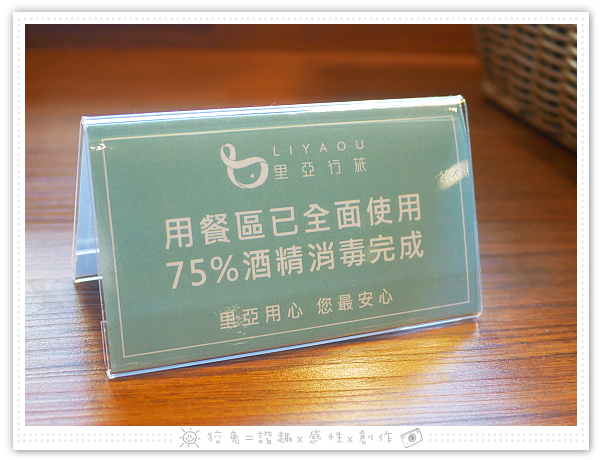 LIYAOU
里亞行旅
用餐區已全面使用
75%酒精消毒完成
里亞用心 您最安心
狡兔=諧趣x感性x創作